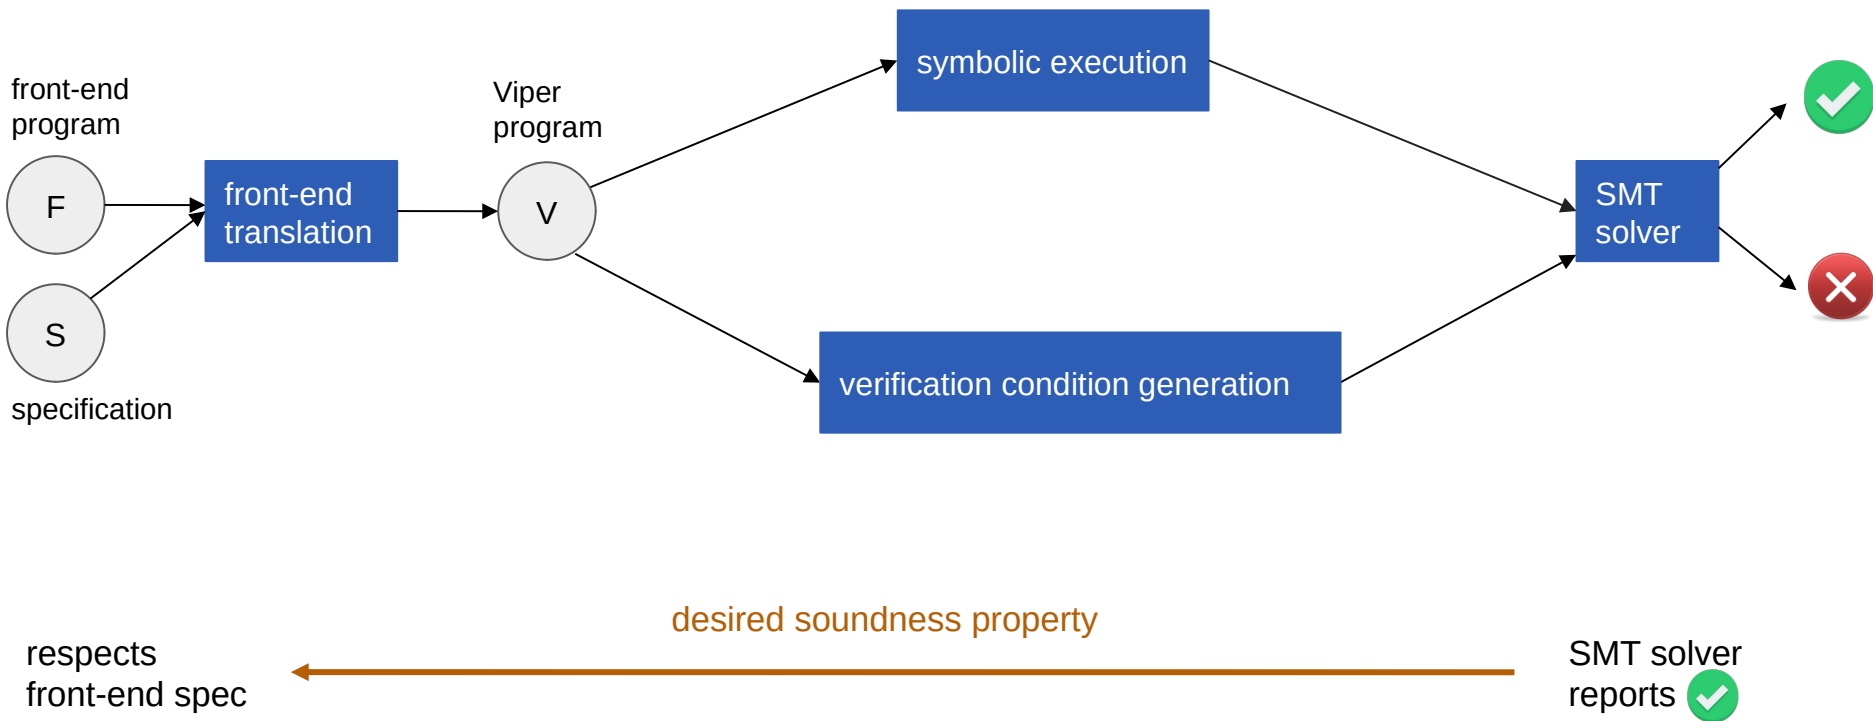 front-end
program
F
S
specification
front-end
translation
Viper
program
V
symbolic execution
verification condition generation
SMT
solver
desired soundness property
respects
front-end spec
SMT solver
reports